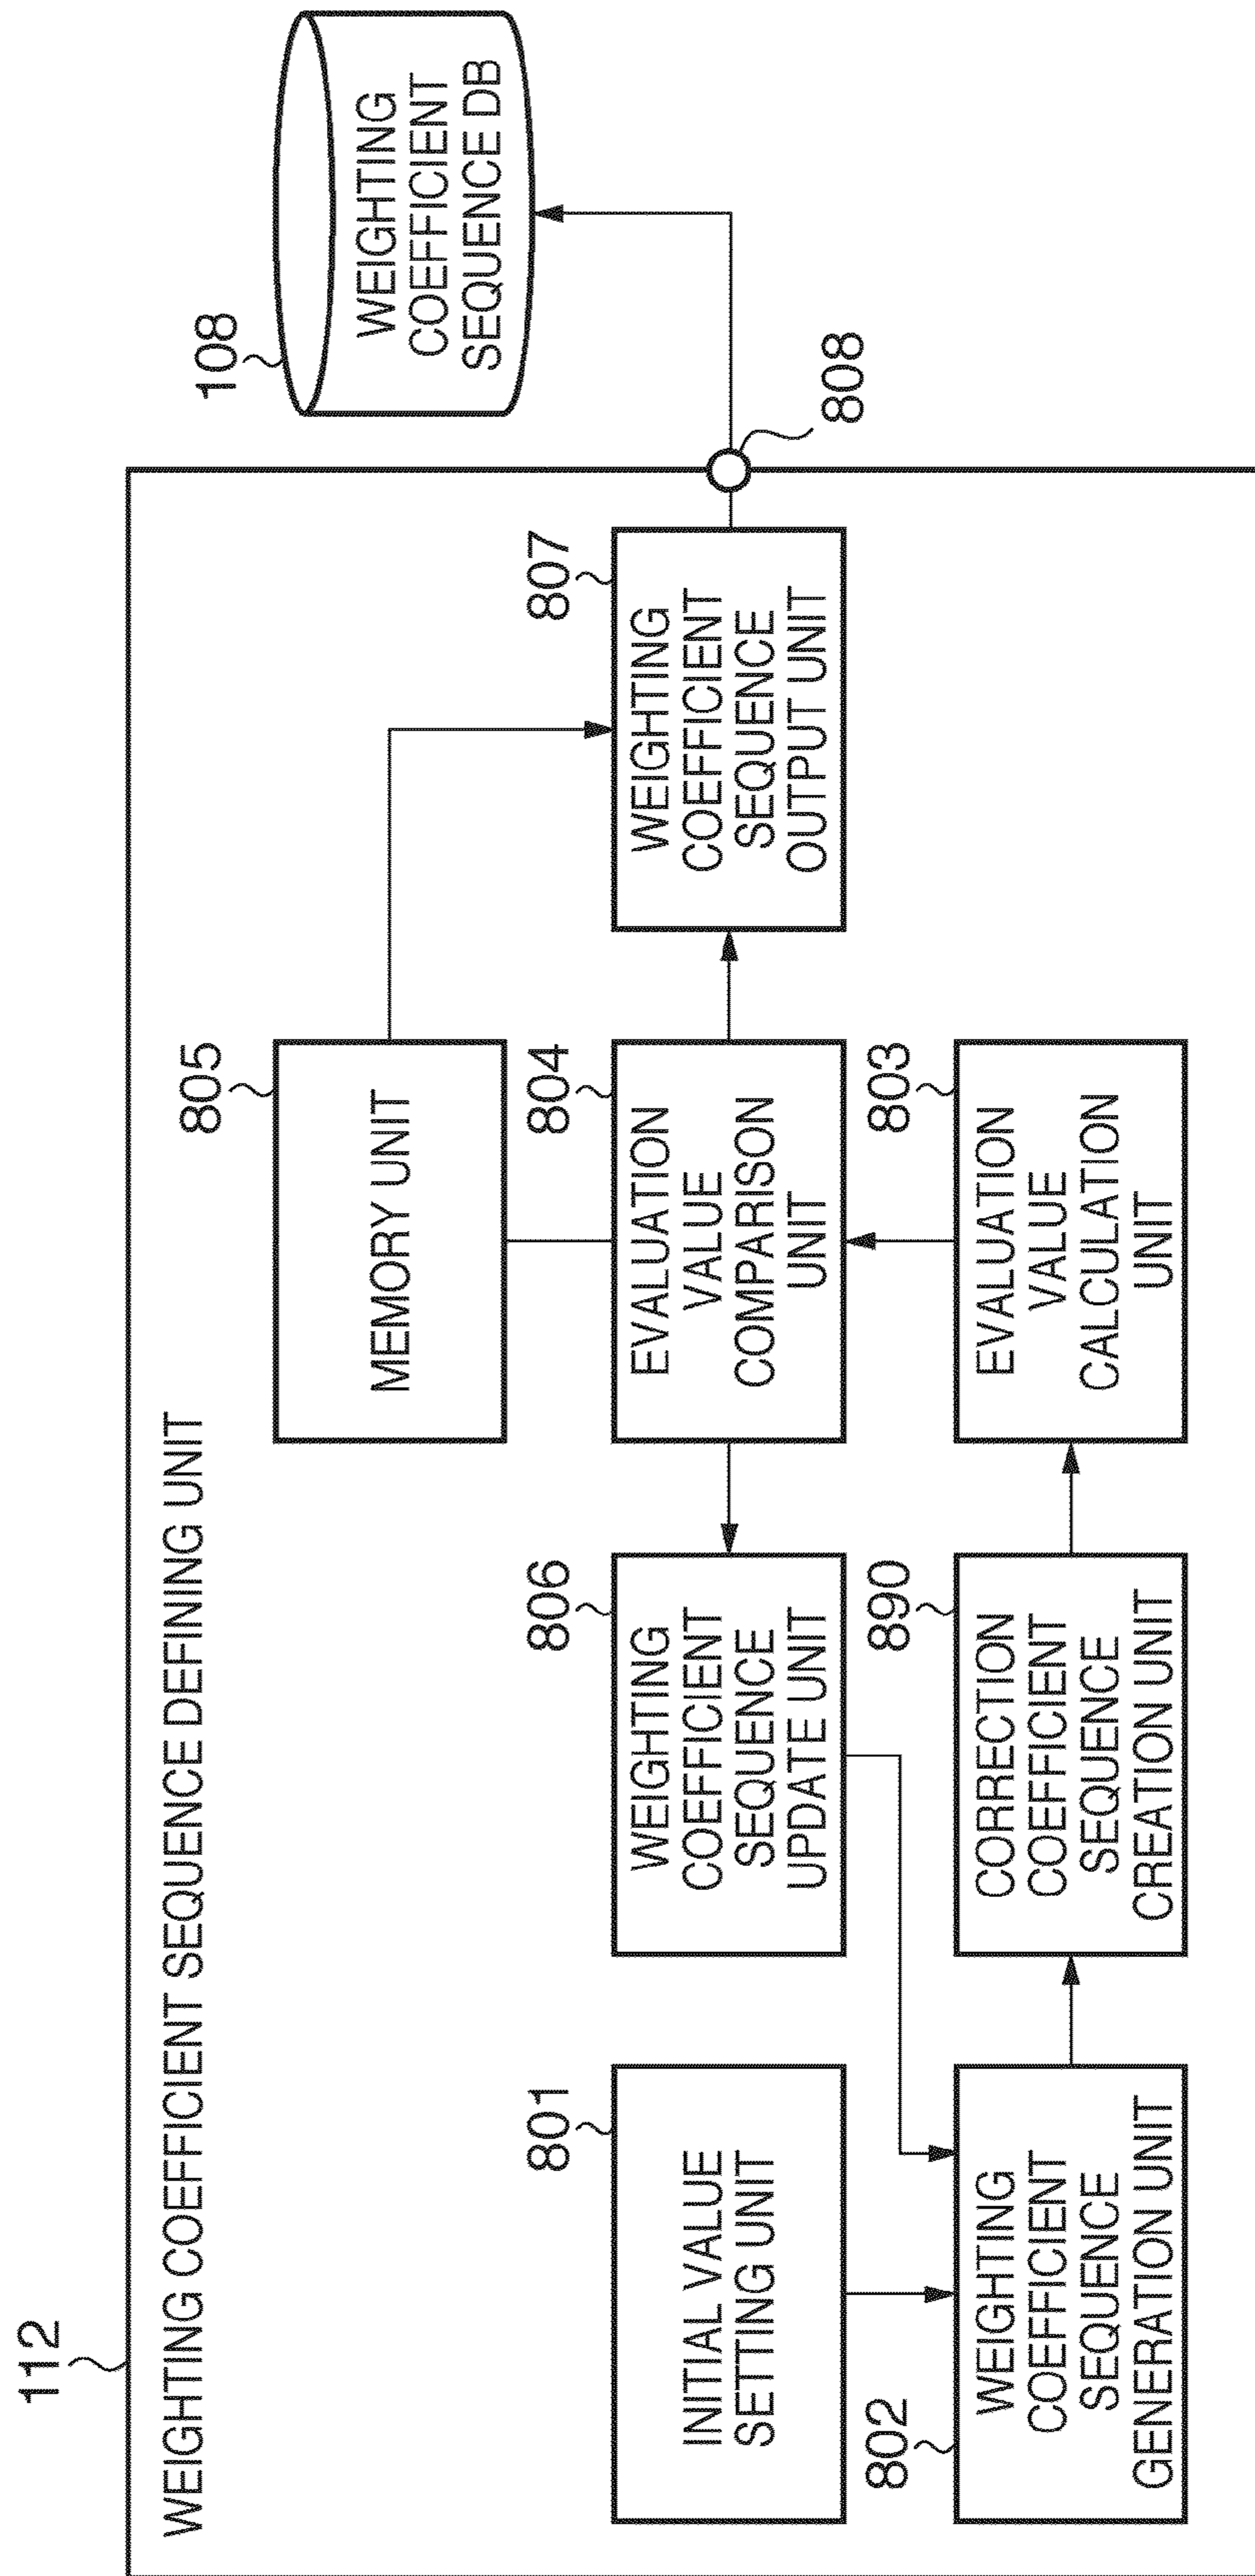 112
WEIGHTING COEFFICIENT SEQUENCE DEFINING UNIT
108
WEIGHTING
COEFFICIENT
SEQUENCE DB
805
MEMORY UNIT
801
INITIAL VALUE
SETTING UNIT
806
WEIGHTING
COEFFICIENT
SEQUENCE
UPDATE UNIT
804
EVALUATION
VALUE
COMPARISON
UNIT
807
WEIGHTING
COEFFICIENT
SEQUENCE
OUTPUT UNIT
808
802
WEIGHTING
COEFFICIENT
SEQUENCE
GENERATION UNIT
890
CORRECTION
COEFFICIENT
SEQUENCE
CREATION UNIT
803
EVALUATION
VALUE
CALCULATION
UNIT